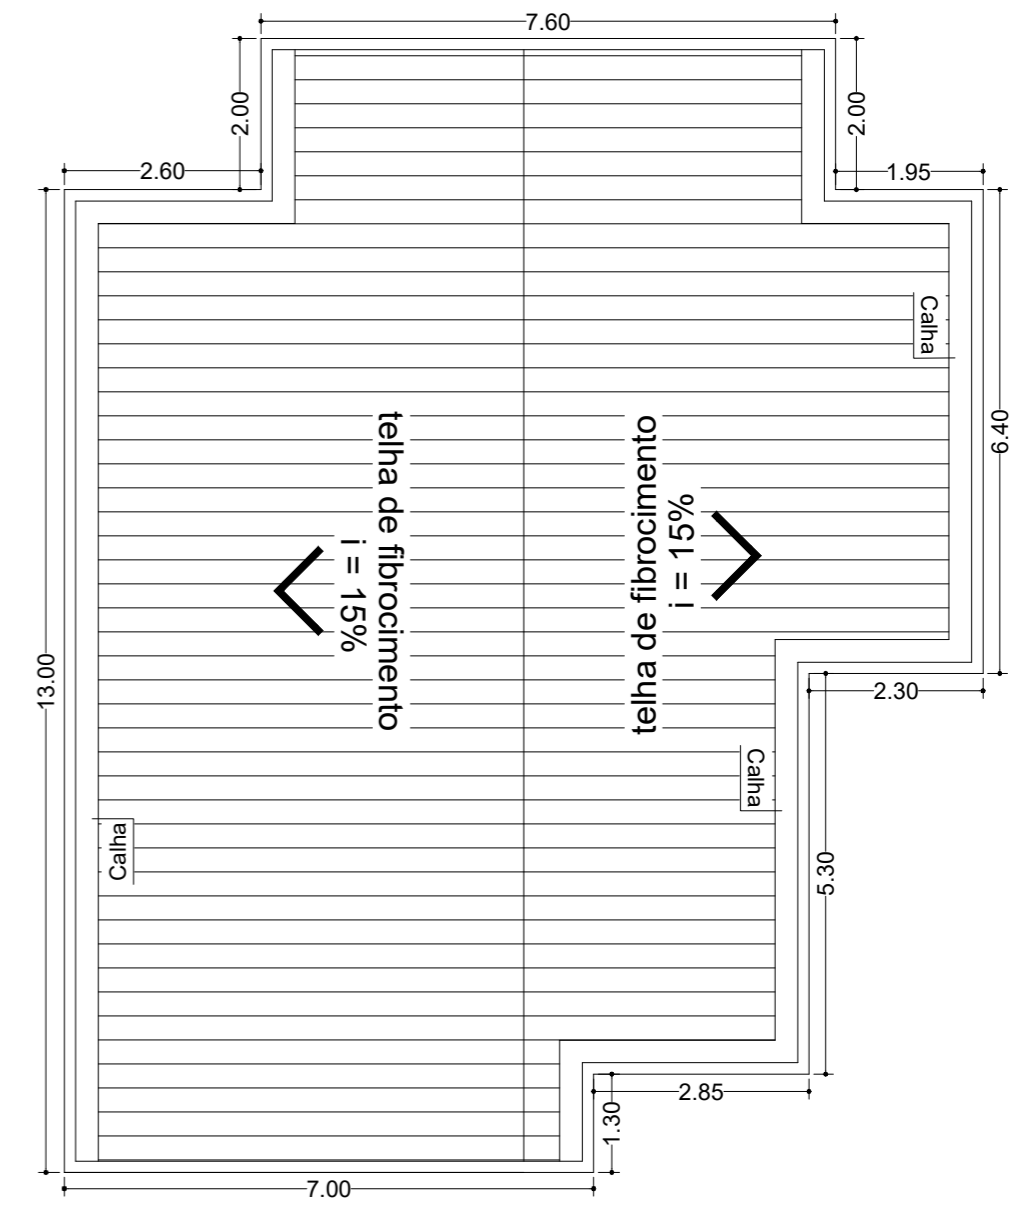 7.60
2.00
2.00
2.60
1.95
Calha
6.40
telha de fibrocimento
i = 15%
telha de fibrocimento
i = 15%
13.00
2.30
Calha
Calha
5.30
2.85
1.30
7.00